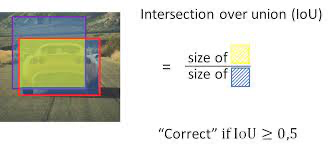 Intersection over union (IoU)
= size of
size of
"Correct" if IoU ≥ 0,5